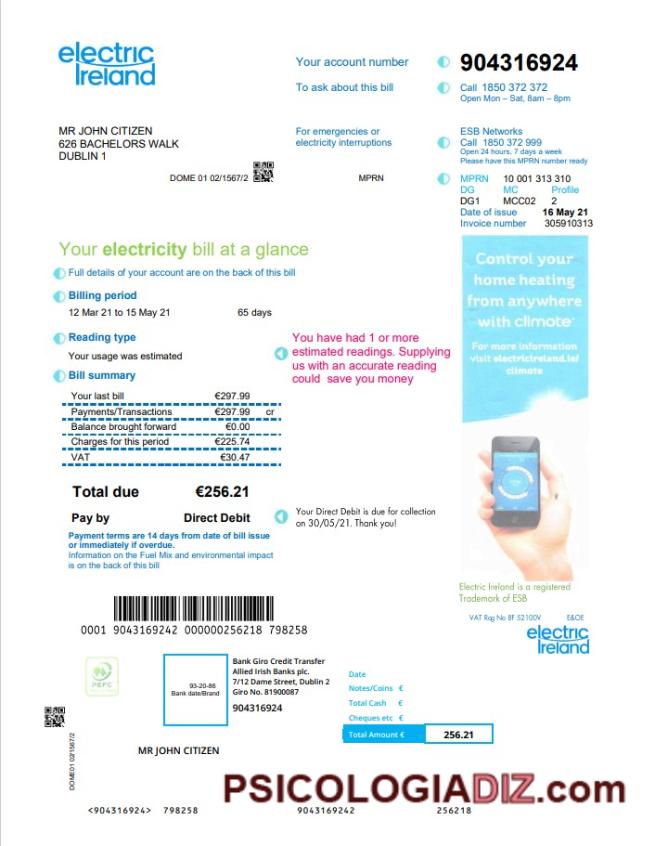 electric
Ireland
Your account number
904316924
To ask about this bill
Call 1850 372 372
Open Mon – Sat, 8am – 8pm
MR JOHN CITIZEN
626 BACHELORS WALK
DUBLIN 1
For emergencies or
electricity interruptions
ESB Networks
Call 1850 372 999
Open 24 hours, 7 days a week
Please have this MPRN number ready
DOME 01 02/1567/2
MPRN
MPRN 10 001 313 310
DG MC Profile
DG1 MCC02 2
Date of issue 16 May 21
Invoice number 305910313
Your electricity bill at a glance
Full details of your account are on the back of this bill
Billing period
12 Mar 21 to 15 May 21 65 days
Reading type
Your usage was estimated
You have had 1 or more
estimated readings. Supplying
us with an accurate reading
could save you money
Bill summary
Your last bill €297.99
Payments/Transactions €297.99 cr
Balance brought forward €0.00
Charges for this period €225.74
VAT €30.47
Total due €256.21
Pay by Direct Debit
Your Direct Debit is due for collection
on 30/05/21. Thank you!
Payment terms are 14 days from date of bill issue
or immediately if overdue.
Information on the Fuel Mix and environmental impact
is on the back of this bill
Control your
home heating
from anywhere
with climote
For more information
visit electricireland.ie/
climote
Electric Ireland is a registered
Trademark of ESB
VAT Reg No 8F 52100V E&OE
electric
Ireland
0001 9043169242 000000256218 798258
PEFC
93-20-86
Bank date/Brand
Bank Giro Credit Transfer
Allied Irish Banks plc.
7/12 Dame Street, Dublin 2
Giro No. 81900087
904316924
Date
Notes/Coins €
Total Cash €
Cheques etc €
Total Amount € 256.21
DOME01 02/1567/2
MR JOHN CITIZEN
PSICOLOGIADIZ.com
<904316924> 798258 9043169242 256218